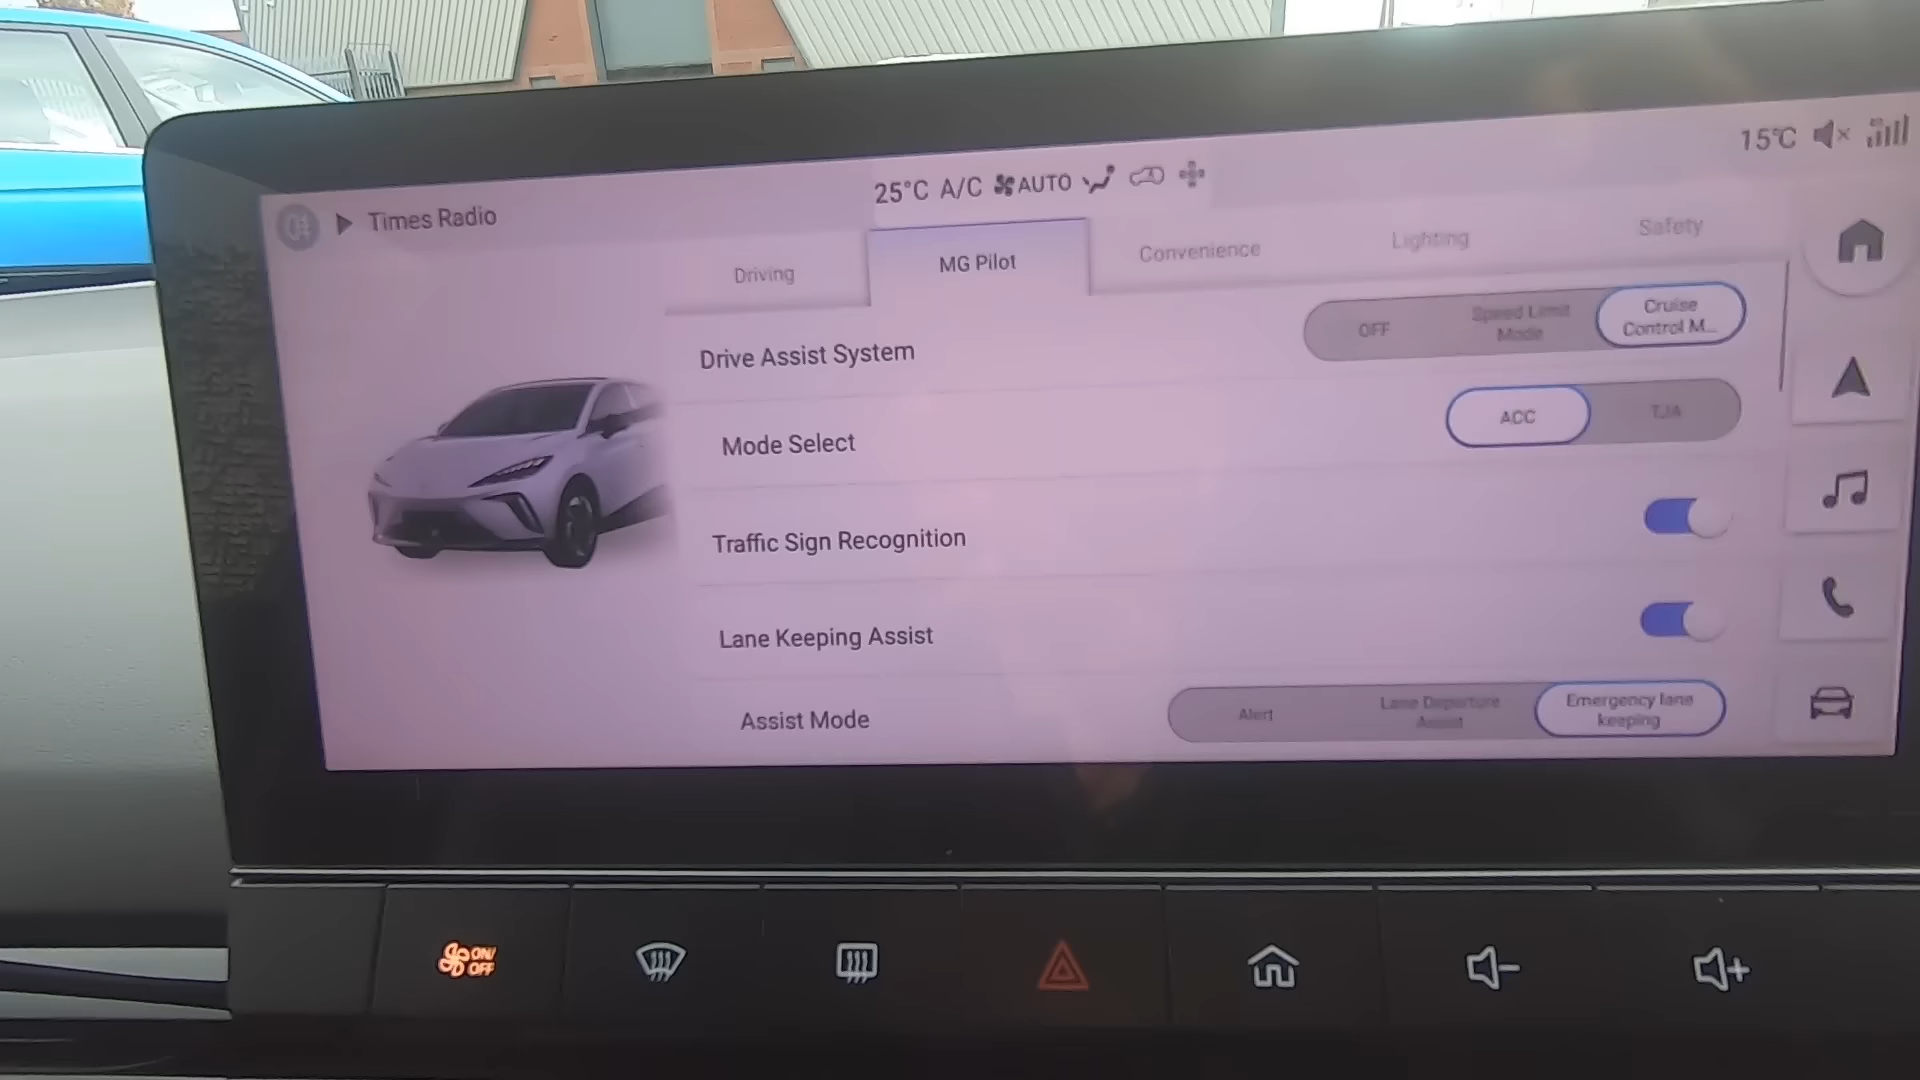 15℃
25°C A/C AUTO
Times Radio
Driving
MG Pilot
Convenience
Lighting
Safety
Drive Assist System
OFF
Speed Limit
Mode
Cruise
Control M...
Mode Select
ACC
TJA
Traffic Sign Recognition
Lane Keeping Assist
Assist Mode
Alert
Lane Departure
Assist
Emergency lane
keeping
ON/
OFF